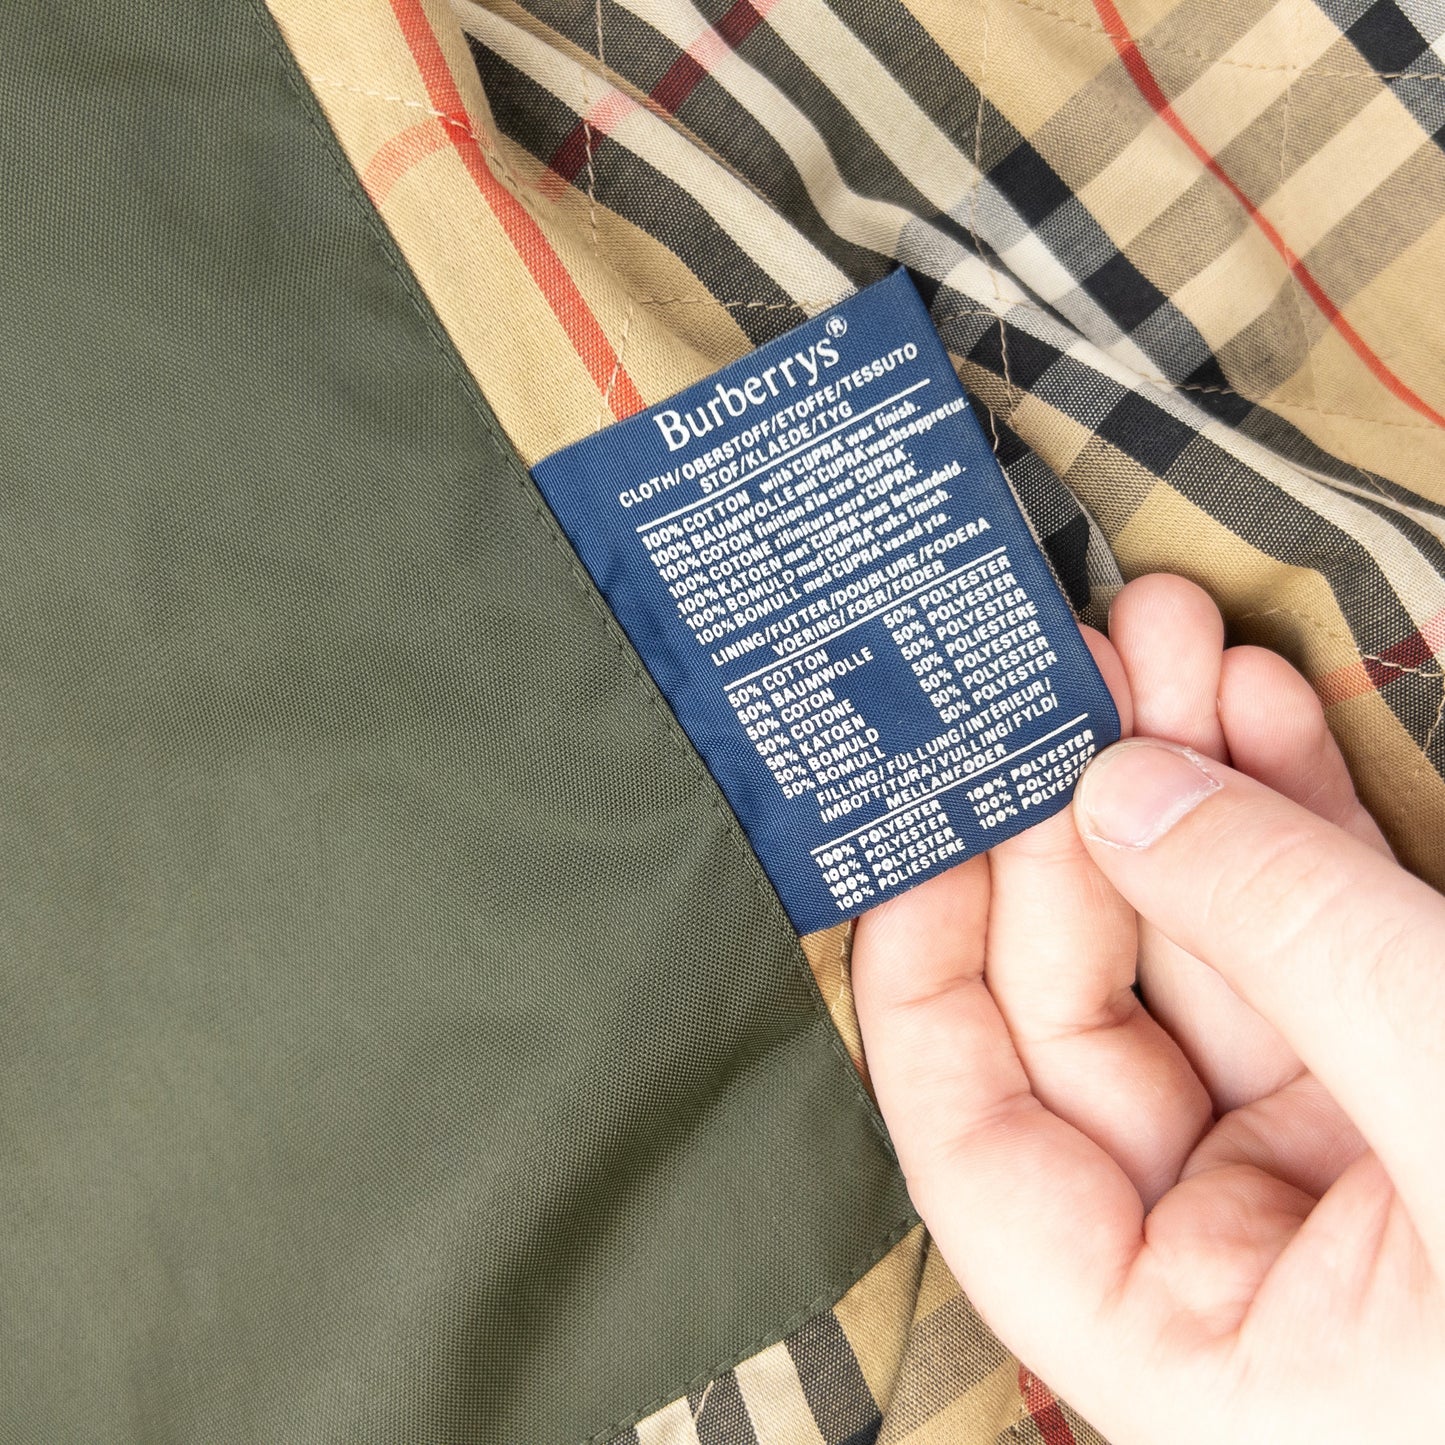 Burberrys®
CLOTH/OBERSTOFF/ETOFFE/TESSUTO
STOF/KLAEDE/TYG
100% COTTON with 'CUPRA' wax finish.
100% BAUMWOLLE mit 'CUPRA' wachsappretur.
100% COTON finition à la cire 'CUPRA'.
100% COTONE rifinitura cera 'CUPRA'.
100% KATOEN met 'CUPRA' was behandeld.
100% BOMULD med 'CUPRA' voks finish.
100% BOMULL med 'CUPRA' vaxad yta.
LINING/FUTTER/DOUBLURE/FODERA
VOERING/FOER/FODER
50% COTTON 50% POLYESTER
50% BAUMWOLLE 50% POLYESTER
50% COTON 50% POLYESTER
50% COTONE 50% POLIESTERE
50% KATOEN 50% POLYESTER
50% BOMULD 50% POLYESTER
50% BOMULL 50% POLYESTER
FILLING/FÜLLUNG/INTÉRIEUR/
IMBOTTITURA/VULLING/FYLD/
MELLANFODER
100% POLYESTER 100% POLYESTER
100% POLYESTER 100% POLYESTER
100% POLYESTER 100% POLYESTER
100% POLIESTERE